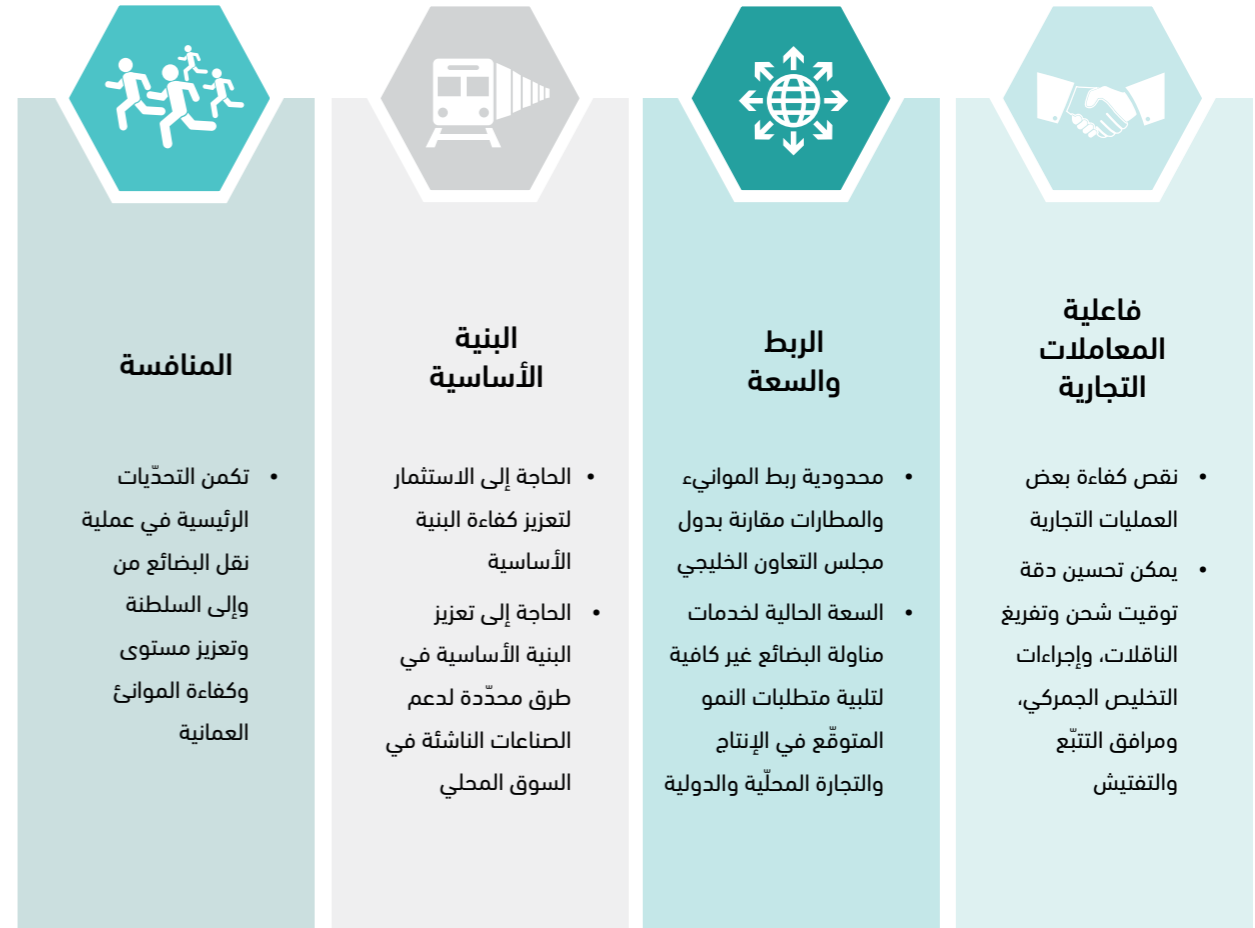 فاعلية
المعاملات
التجارية
• نقص كفاءة بعض
العمليات التجارية
• يمكن تحسين دقة
توقيت شحن وتفريغ
الناقلات، وإجراءات
التخليص الجمركي،
ومرافق التتبّع
والتفتيش
الربط
والسعة
• محدودية ربط الموانيء
والمطارات مقارنة بدول
مجلس التعاون الخليجي
• السعة الحالية لخدمات
مناولة البضائع غير كافية
لتلبية متطلبات النمو
المتوقّع في الإنتاج
والتجارة المحلّية والدولية
البنية
الأساسية
• الحاجة إلى الاستثمار
لتعزيز كفاءة البنية
الأساسية
• الحاجة إلى تعزيز
البنية الأساسية في
طرق محدّدة لدعم
الصناعات الناشئة في
السوق المحلي
المنافسة
• تكمن التحدّيات
الرئيسية في عملية
نقل البضائع من
وإلى السلطنة
وتعزيز مستوى
وكفاءة الموانئ
العمانية